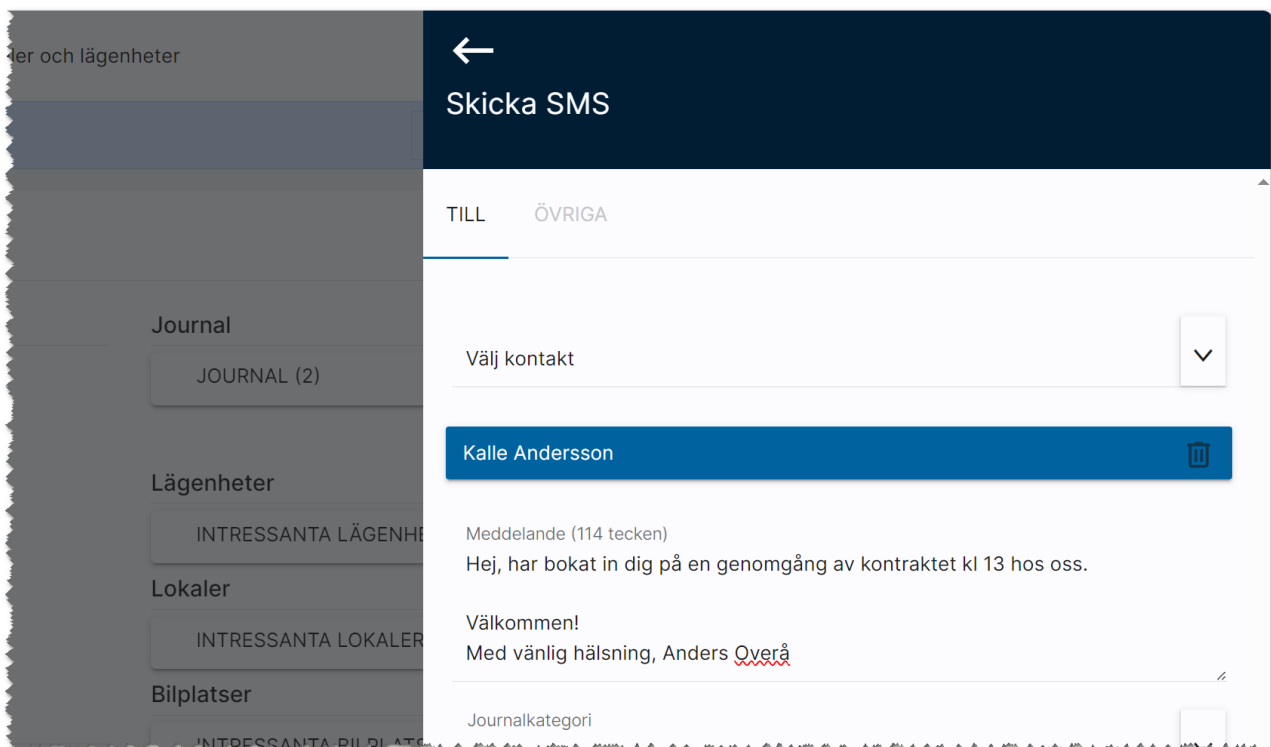 och lägenheter
Skicka SMS
TILL
ÖVRIGA
Journal
JOURNAL (2)
Lägenheter
INTRESSANTA
Lokaler
INTRESSANTA LOKALER
Bilplatser
Välj kontakt
Kalle Andersson
Meddelande (114 tecken)
Hej, har bokat in dig på en genomgång av kontraktet kl 13 hos oss.
Välkommen!
Med vänlig hälsning, Anders Overå
Journalkategori